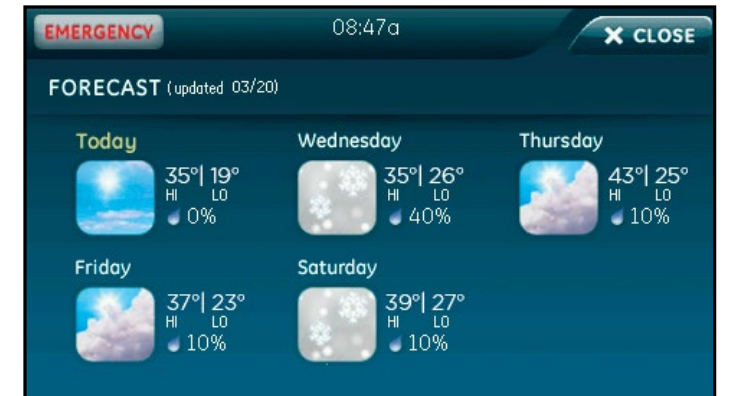 EMERGENCY 08:47a X CLOSE
FORECAST (updated 03/20)
Today Wednesday Thursday
35°| 19° 35°| 26° 43°| 25°
HI LO HI LO HI LO
0% 40% 10%
Friday Saturday
37°| 23° 39°| 27°
HI LO HI LO
10% 10%